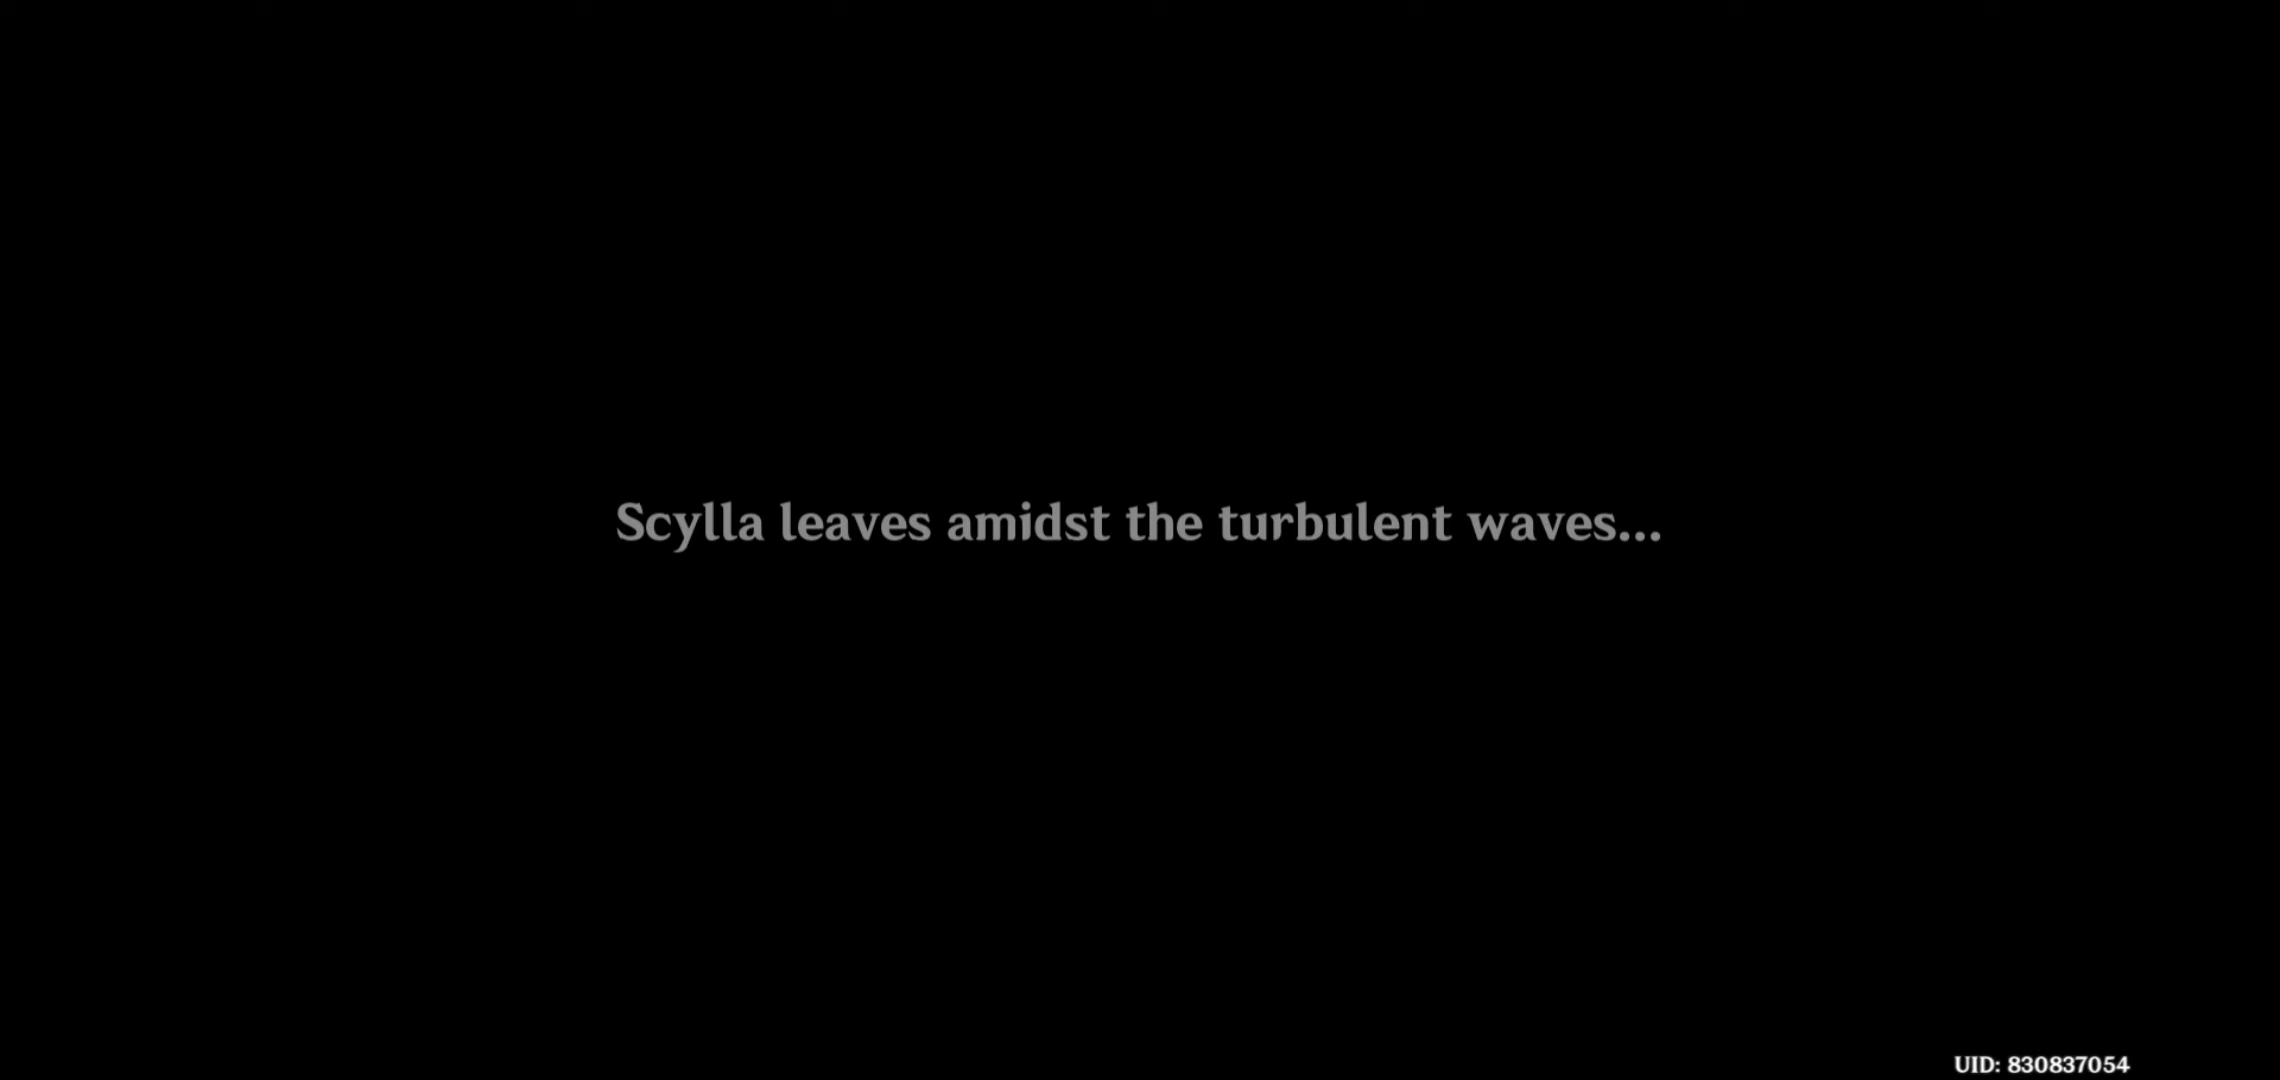 Scylla leaves amidst the turbulent waves...
UID: 830837054